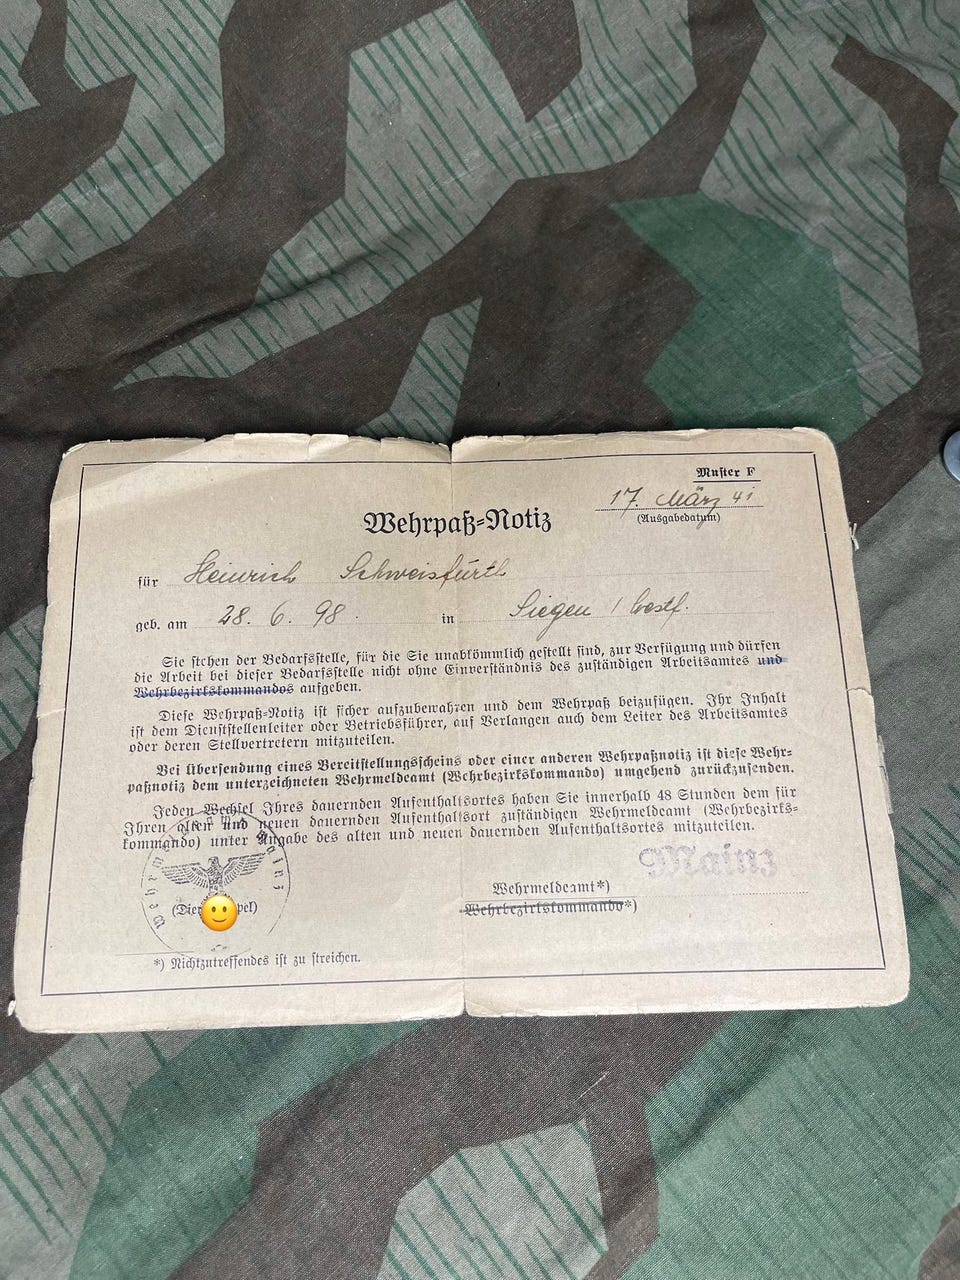 Muster F
17. März 41
(Ausgabedatum)
Wehrpaß-Notiz
für Heinrich Schweisfurth
geb. am 28. 6. 98. in Siegen / Westf.
Sie stehen der Bedarfsstelle, für die Sie unabkömmlich gestellt sind, zur Verfügung und dürfen
die Arbeit bei dieser Bedarfsstelle nicht ohne Einverständnis des zuständigen Arbeitsamtes und
Wehrbezirkskommandos aufgeben.
Diese Wehrpaß-Notiz ist sicher aufzubewahren und dem Wehrpaß beizufügen. Ihr Inhalt
ist dem Dienststellenleiter oder Betriebsführer, auf Verlangen auch dem Leiter des Arbeitsamtes
oder deren Stellvertretern mitzuteilen.
Bei Übersendung eines Bereitstellungsscheins oder einer anderen Wehrpaßnotiz ist diese Wehr-
paßnotiz dem unterzeichneten Wehrmeldeamt (Wehrbezirkskommando) umgehend zurückzusenden.
Jeden Wechsel Ihres dauernden Aufenthaltsortes haben Sie innerhalb 48 Stunden dem für
Ihren alten und neuen dauernden Aufenthaltsort zuständigen Wehrmeldeamt (Wehrbezirks-
kommando) unter Angabe des alten und neuen dauernden Aufenthaltsortes mitzuteilen.
Mainz
Wehrmeldeamt*)
Wehrbezirkskommando*)
Mainz
*) Nichtzutreffendes ist zu streichen.